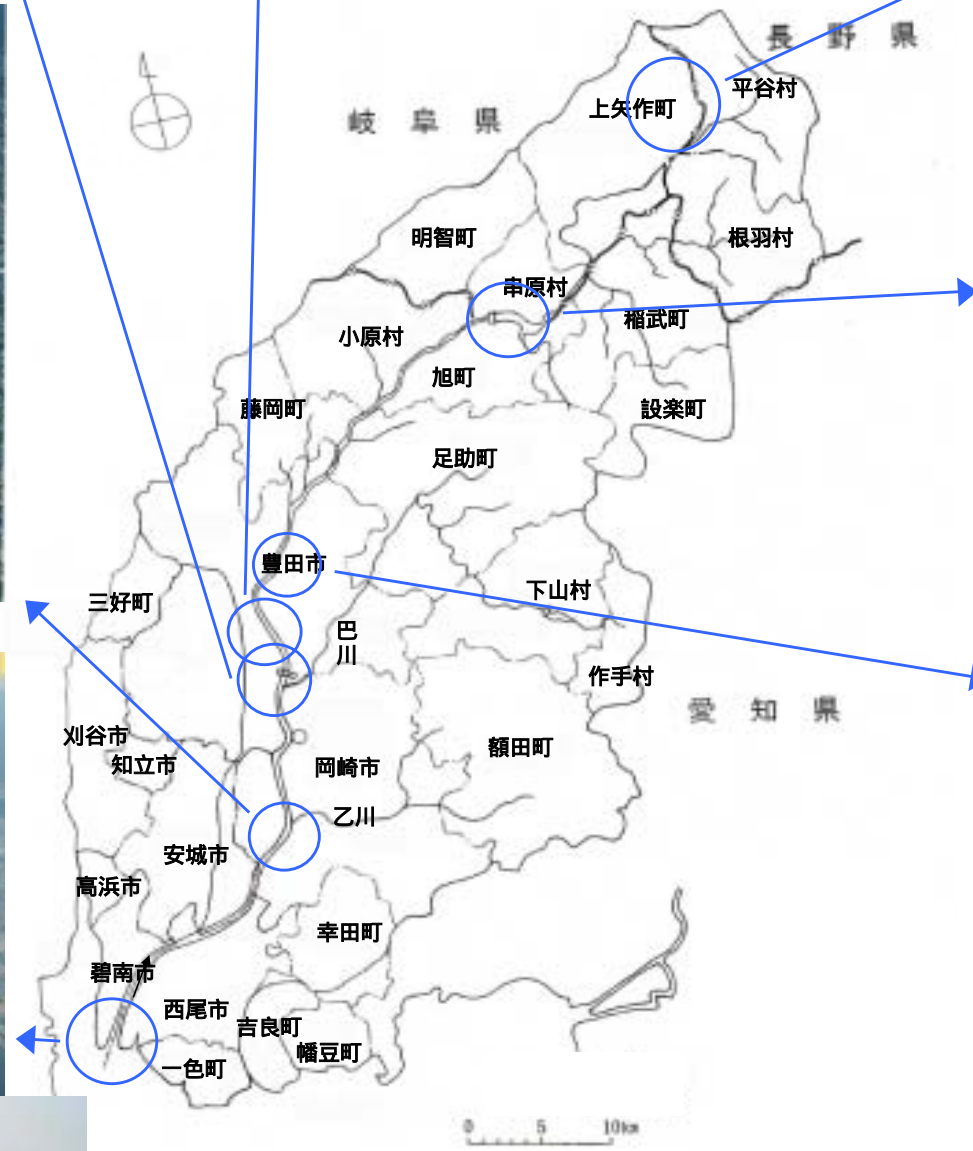 長野県
平谷村
上矢作町
岐阜県
明智町
根羽村
串原村
稲武町
小原村
旭町
藤岡町
設楽町
足助町
豊田市
下山村
三好町
巴川
作手村
愛知県
刈谷市
知立市
額田町
岡崎市
乙川
安城市
高浜市
幸田町
碧南市
西尾市
吉良町
幡豆町
一色町
0 5 10km